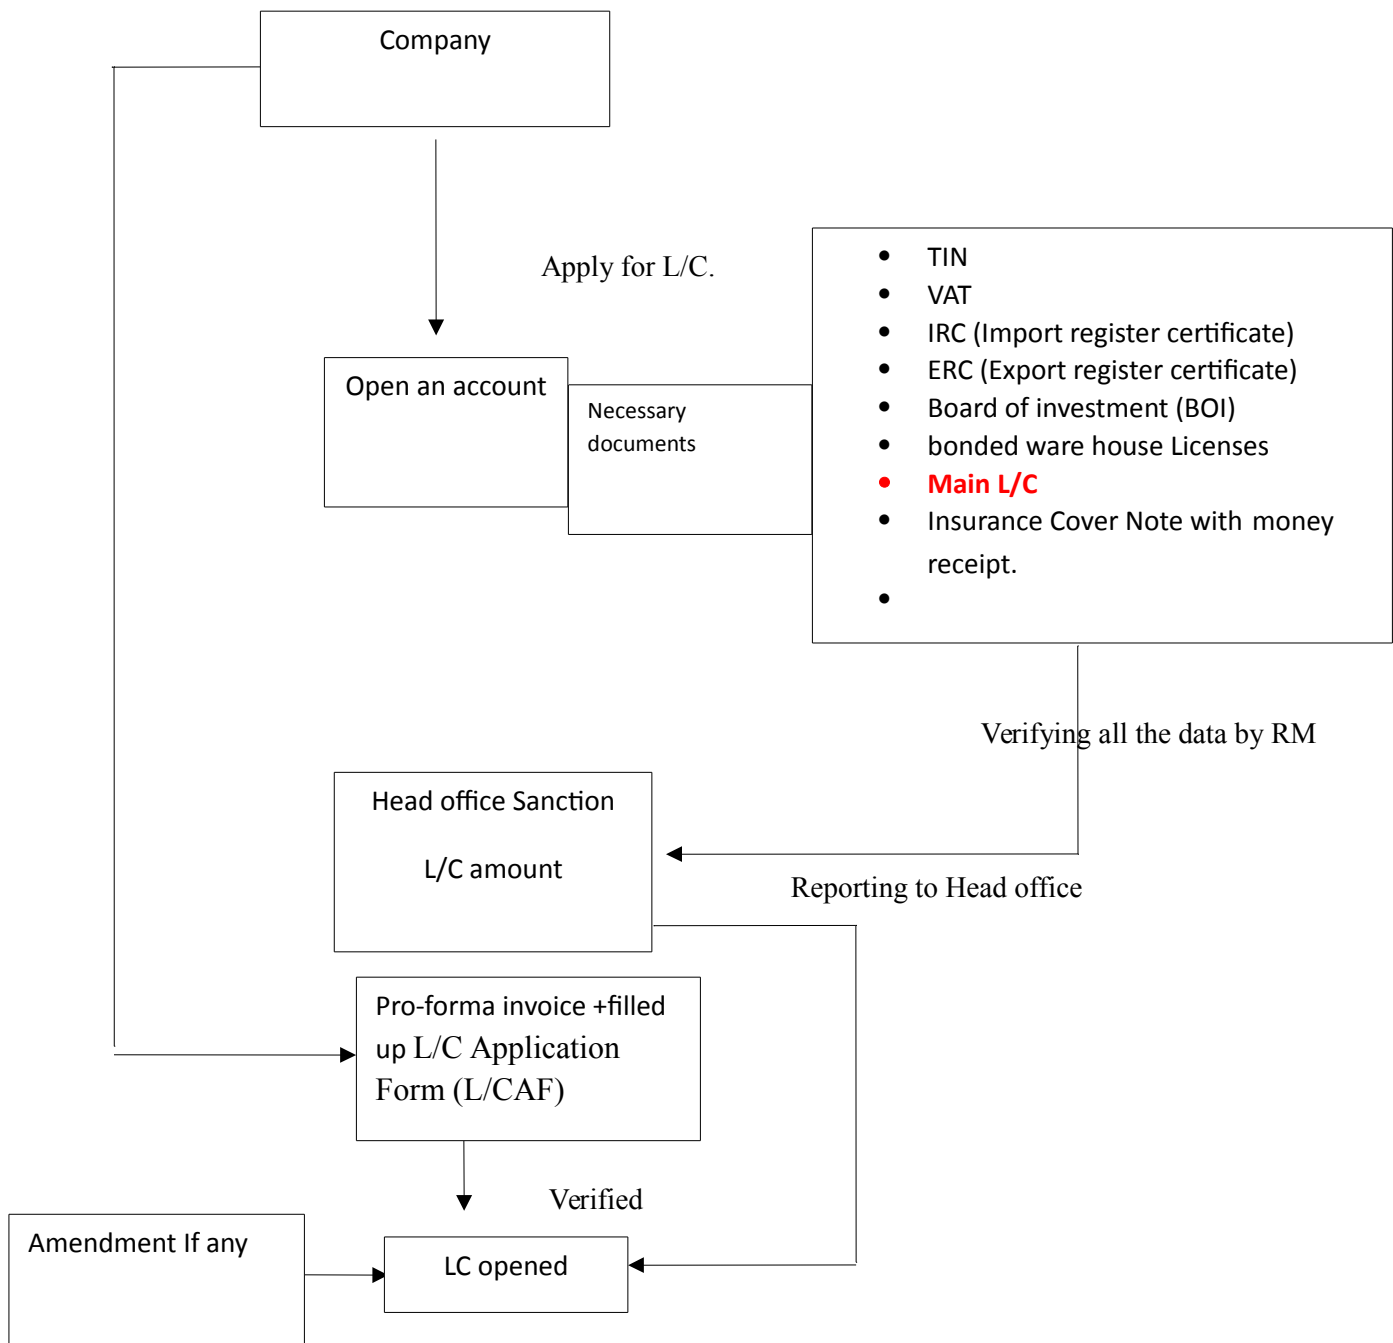 Company
Apply for L/C.
Open an account
Necessary
documents
• TIN
• VAT
• IRC (Import register certificate)
• ERC (Export register certificate)
• Board of investment (BOI)
• bonded ware house Licenses
• Main L/C
• Insurance Cover Note with money
receipt.
•
Verifying all the data by RM
Head office Sanction
L/C amount
Reporting to Head office
Pro-forma invoice +filled
up L/C Application
Form (L/CAF)
Verified
Amendment If any
LC opened